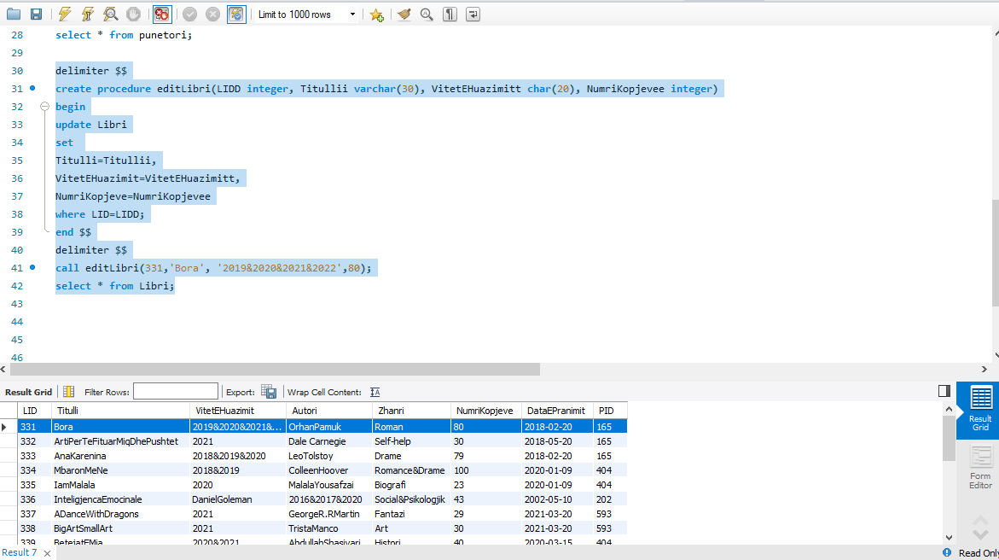 Limit to 1000 rows
28 select * from punetori;
29
30 delimiter $$
31 create procedure editLibri(LIDD integer, Titullii varchar(30), VitetEHuazimitt char(20), NumriKopjevee integer)
32 begin
33 update Libri
34 set
35 Titulli=Titullii,
36 VitetEHuazimit=VitetEHuazimitt,
37 NumriKopjeve=NumriKopjevee
38 where LID=LIDD;
39 end $$
40 delimiter $$
41 call editLibri(331,'Bora', '2019&2020&2021&2022',80);
42 select * from Libri;
43
44
45
46
Result Grid Filter Rows: Export: Wrap Cell Content:
LID Titulli VitetEHuazimit Autori Zhanri NumriKopjeve DataEPranimit PID
331 Bora 2019&2020&2021&... OrhanPamuk Roman 80 2018-02-20 165
332 ArtiPerTeFituarMiqDhePushtet 2021 Dale Carnegie Self-help 30 2018-05-20 165
333 AnaKarenina 2018&2019&2020 LeoTolstoy Drame 79 2018-02-20 165
334 MbaronMeNe 2018&2019 ColleenHoover Romance&Drame 100 2020-01-09 404
335 IamMalala 2020 MalalaYousafzai Biografi 23 2020-01-09 404
336 InteligjencaEmocinale DanielGoleman 2016&2017&2020 Social&Psikologjik 43 2002-05-10 202
337 ADanceWithDragons 2021 GeorgeR.RMartin Fantazi 29 2021-03-20 593
338 BigArtSmallArt 2021 TristaManco Art 30 2021-03-20 593
339 BetejatEMia 2020&2021 AbdullahShasivari Histori 40 2020-03-15 404
Result Grid
Form Editor
Result 7
Read Only